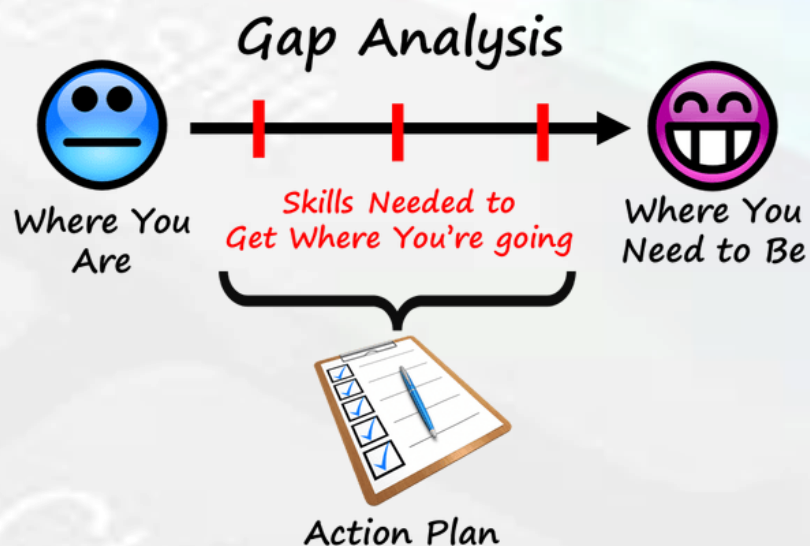 Gap Analysis
Where You
Are
Skills Needed to
Get Where You're going
Where You
Need to Be
Action Plan